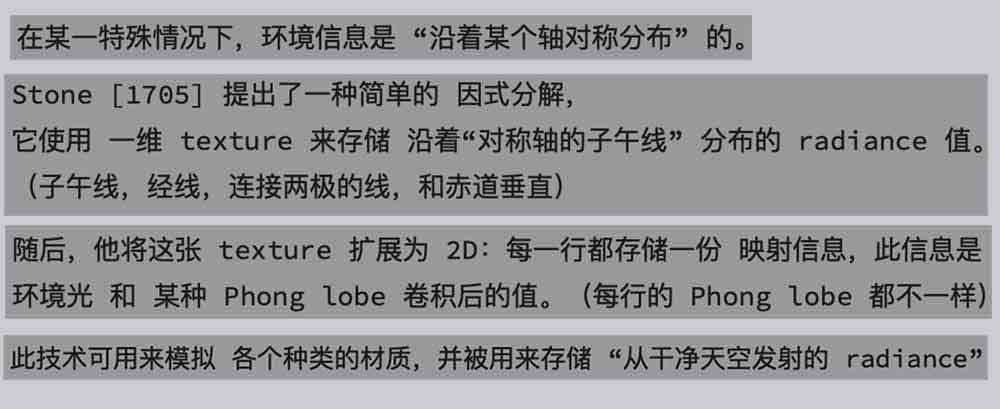 在某一特殊情况下，环境信息是 “沿着某个轴对称分布” 的。
Stone [1705] 提出了一种简单的 因式分解，
它使用 一维 texture 来存储 沿着“对称轴的子午线” 分布的 radiance 值。
（子午线，经线，连接两极的线，和赤道垂直）
随后，他将这张 texture 扩展为 2D：每一行都存储一份 映射信息，此信息是
环境光 和 某种 Phong lobe 卷积后的值。（每行的 Phong lobe 都不一样）
此技术可用来模拟 各个种类的材质，并被用来存储 “从干净天空发射的 radiance”